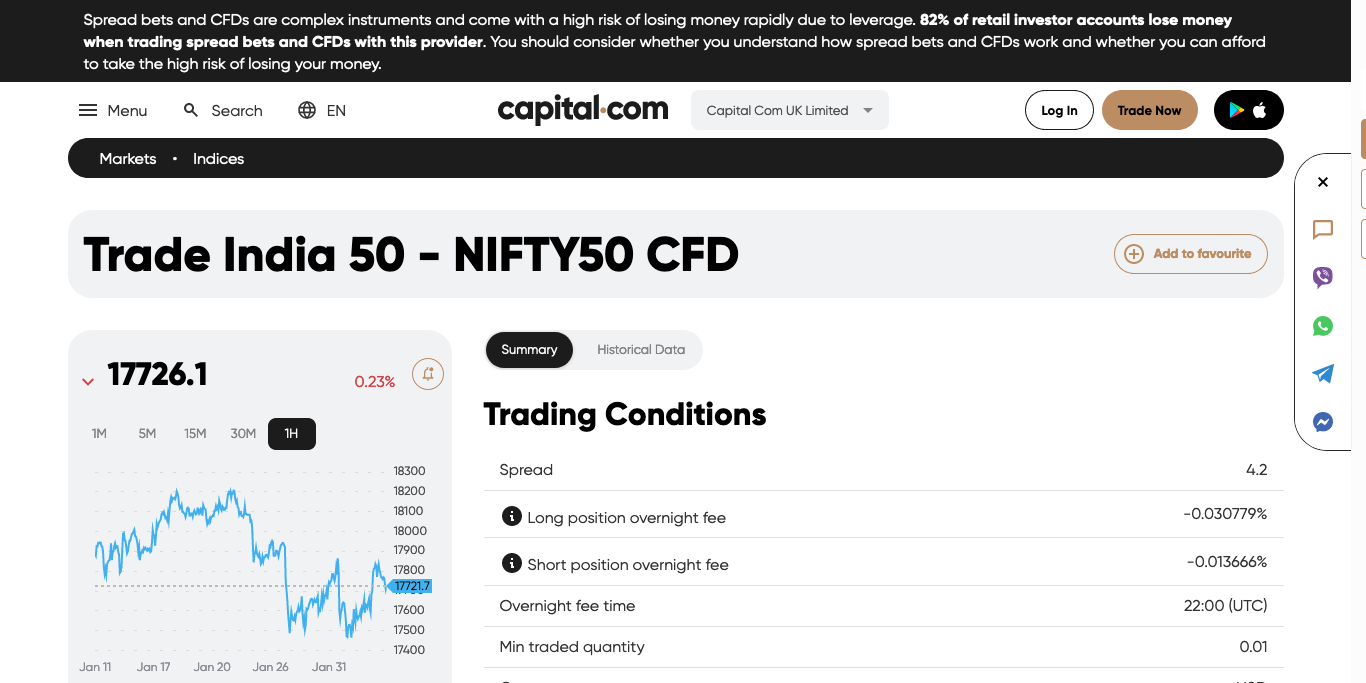 Spread bets and CFDs are complex instruments and come with a high risk of losing money rapidly due to leverage. 82% of retail investor accounts lose money
when trading spread bets and CFDs with this provider. You should consider whether you understand how spread bets and CFDs work and whether you can afford
to take the high risk of losing your money.
Menu
Search
EN
capital.com
Capital Com UK Limited
Log In
Trade Now
Markets • Indices
Trade India 50 - NIFTY50 CFD
Add to favourite
17726.1
0.23%
1M 5M 15M 30M 1H
18300
18200
18100
18000
17900
17800
17721.7
17600
17500
17400
Jan 11 Jan 17 Jan 20 Jan 26 Jan 31
Summary
Historical Data
Trading Conditions
Spread 4.2
Long position overnight fee -0.030779%
Short position overnight fee -0.013666%
Overnight fee time 22:00 (UTC)
Min traded quantity 0.01